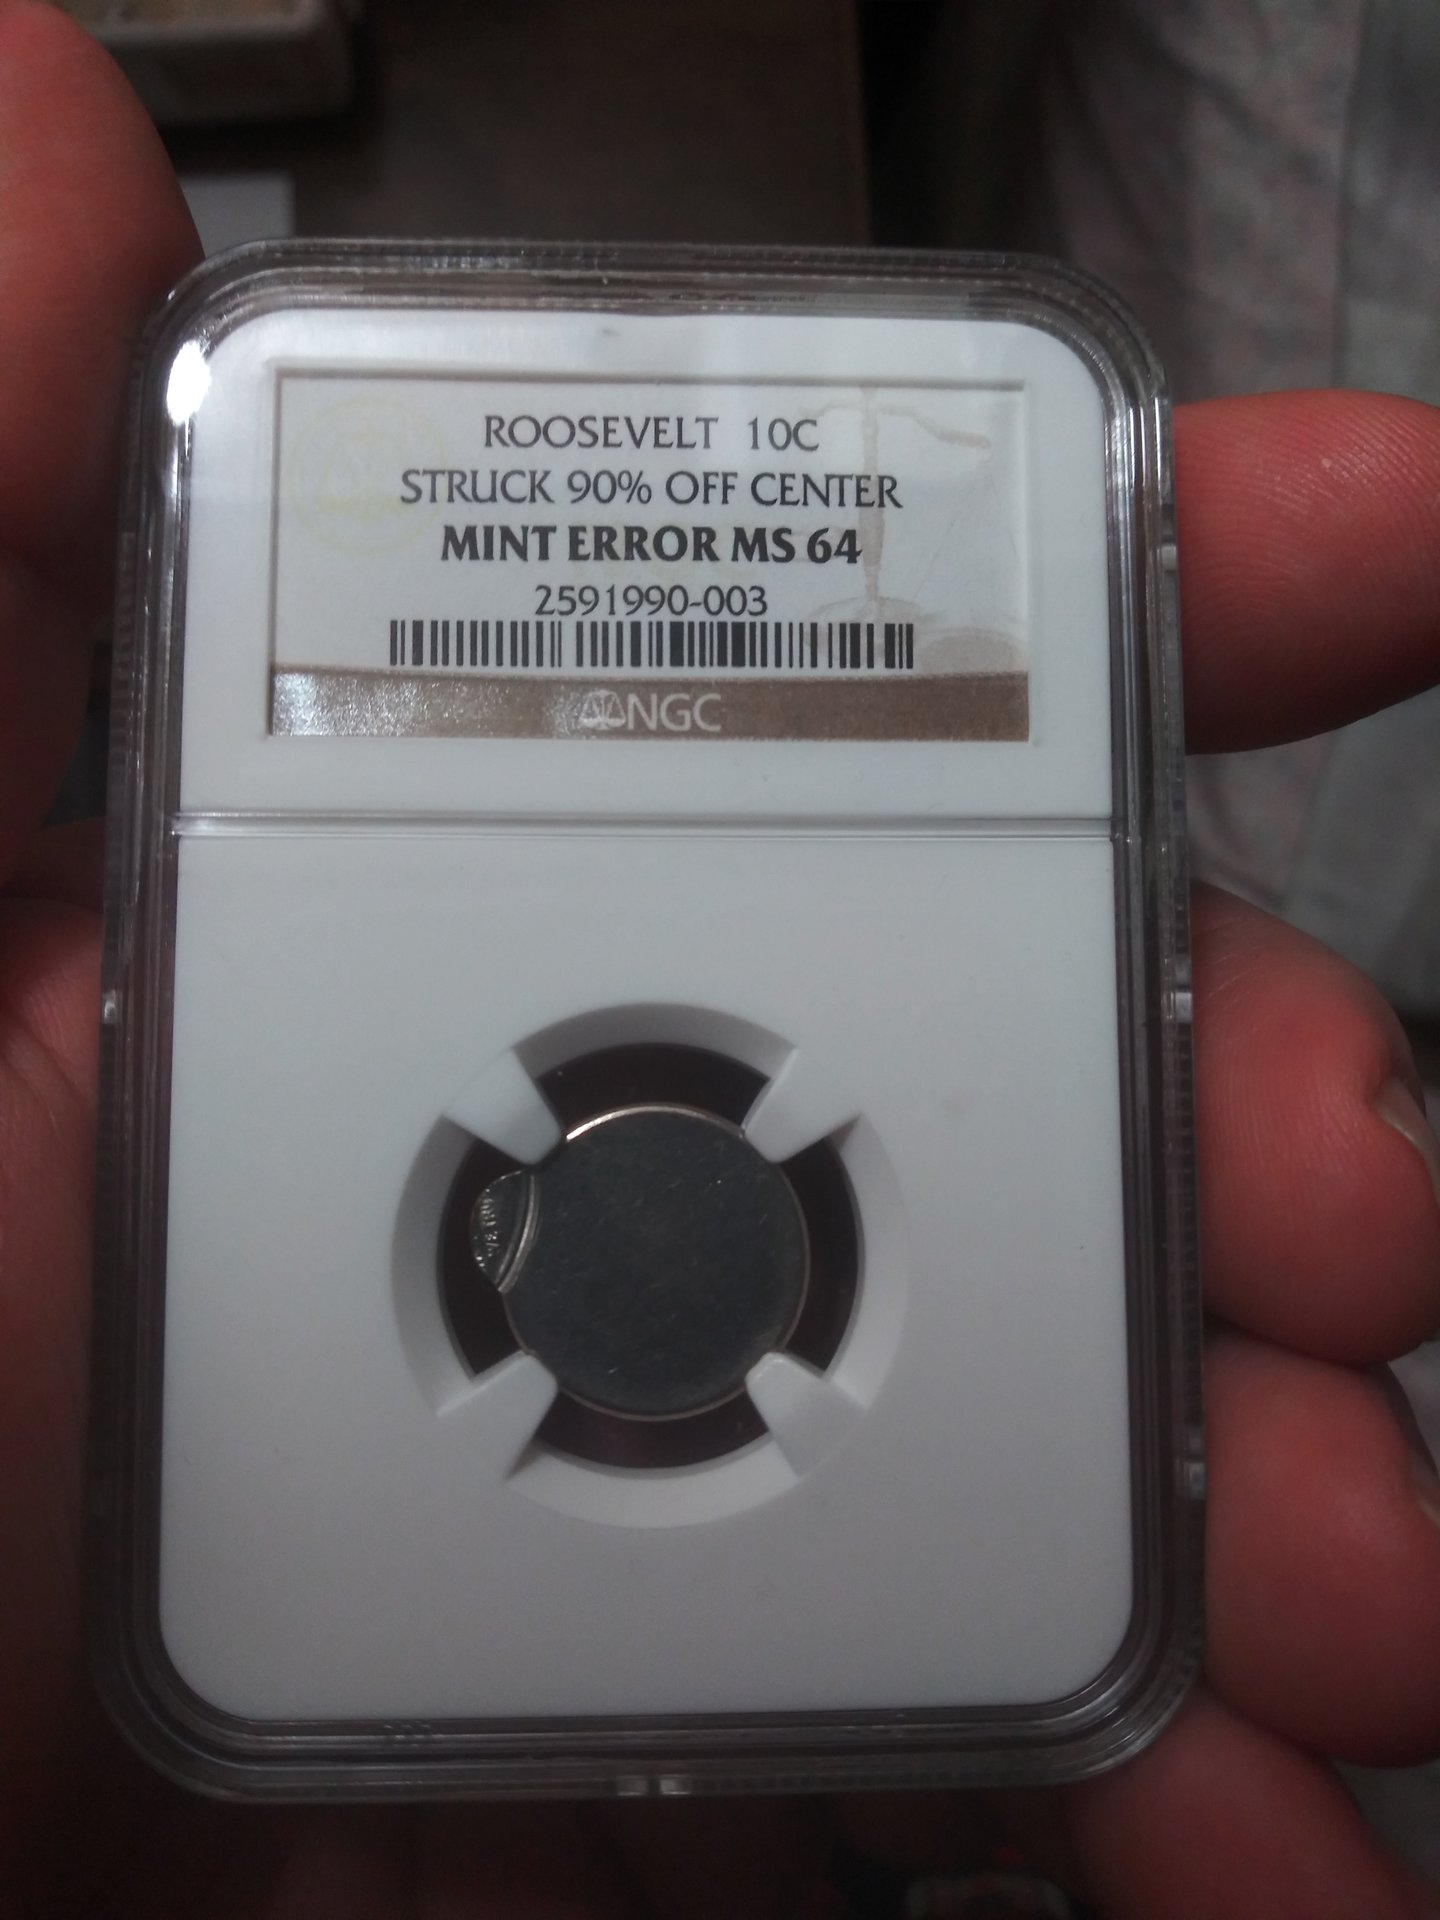 ROOSEVELT 10C
STRUCK 90% OFF CENTER
MINT ERROR MS 64
2591990-003
NGC